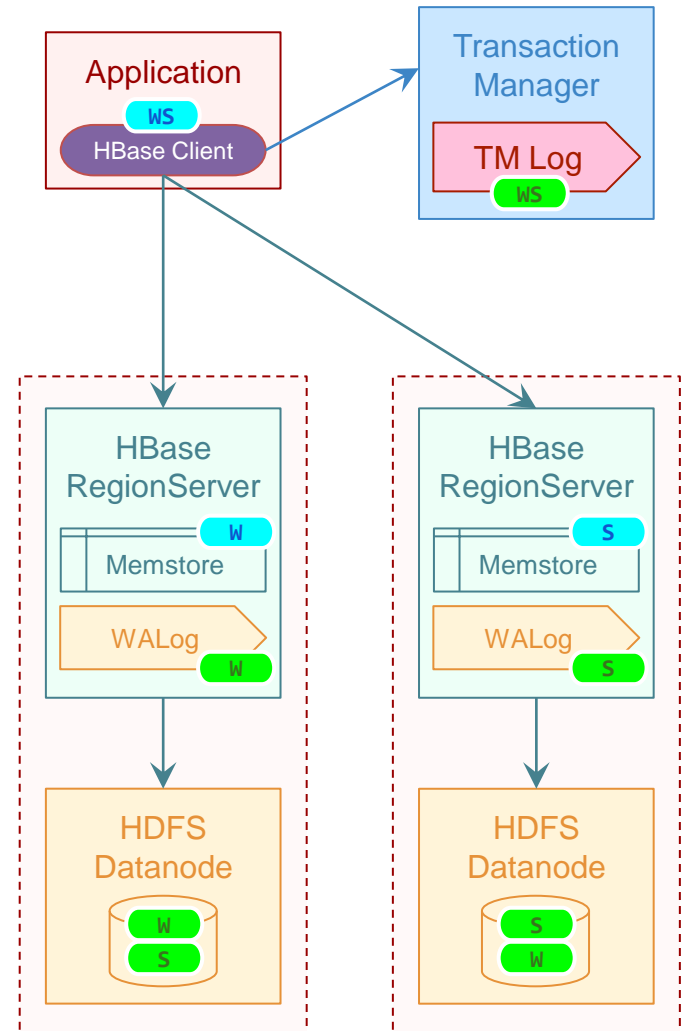 Application
WS
HBase Client
Transaction
Manager
TM Log
WS
HBase
RegionServer
W
Memstore
WALog
W
HBase
RegionServer
S
Memstore
WALog
S
HDFS
Datanode
W
S
HDFS
Datanode
S
W